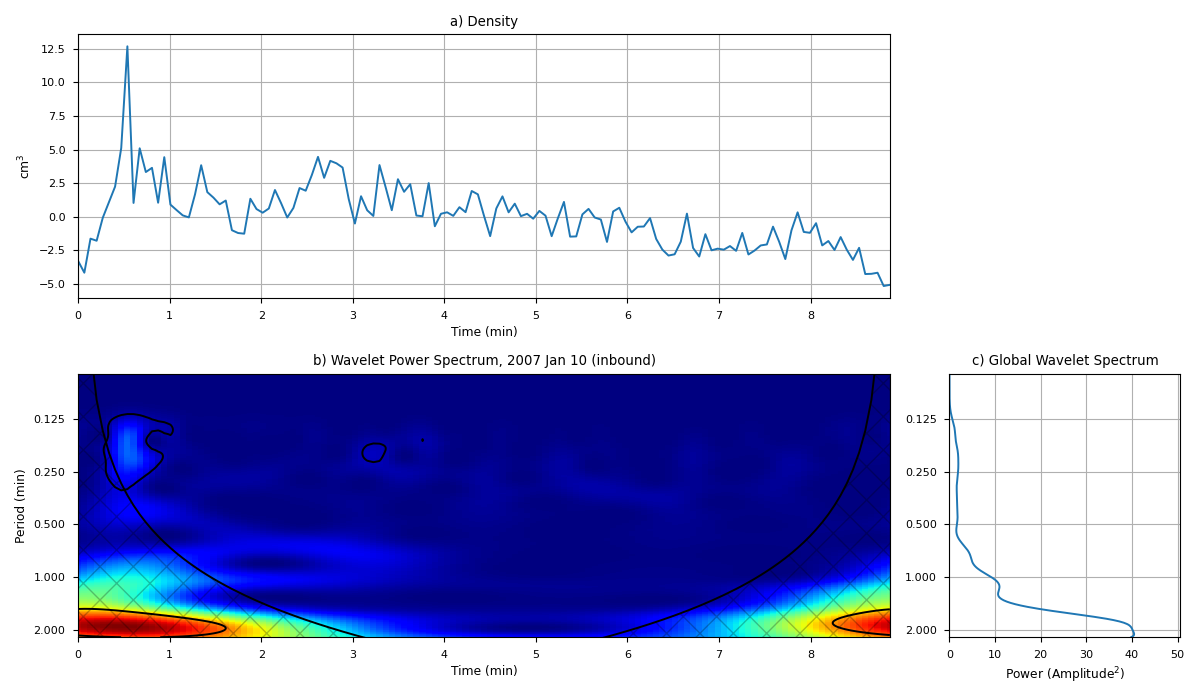 a) Density
12.5
10.0
7.5
5.0
2.5
0.0
−2.5
−5.0
cm³
0 1 2 3 4 5 6 7 8
Time (min)
b) Wavelet Power Spectrum, 2007 Jan 10 (inbound)
0.125
0.250
0.500
1.000
2.000
Period (min)
0 1 2 3 4 5 6 7 8
Time (min)
c) Global Wavelet Spectrum
0.125
0.250
0.500
1.000
2.000
0 10 20 30 40 50
Power (Amplitude²)